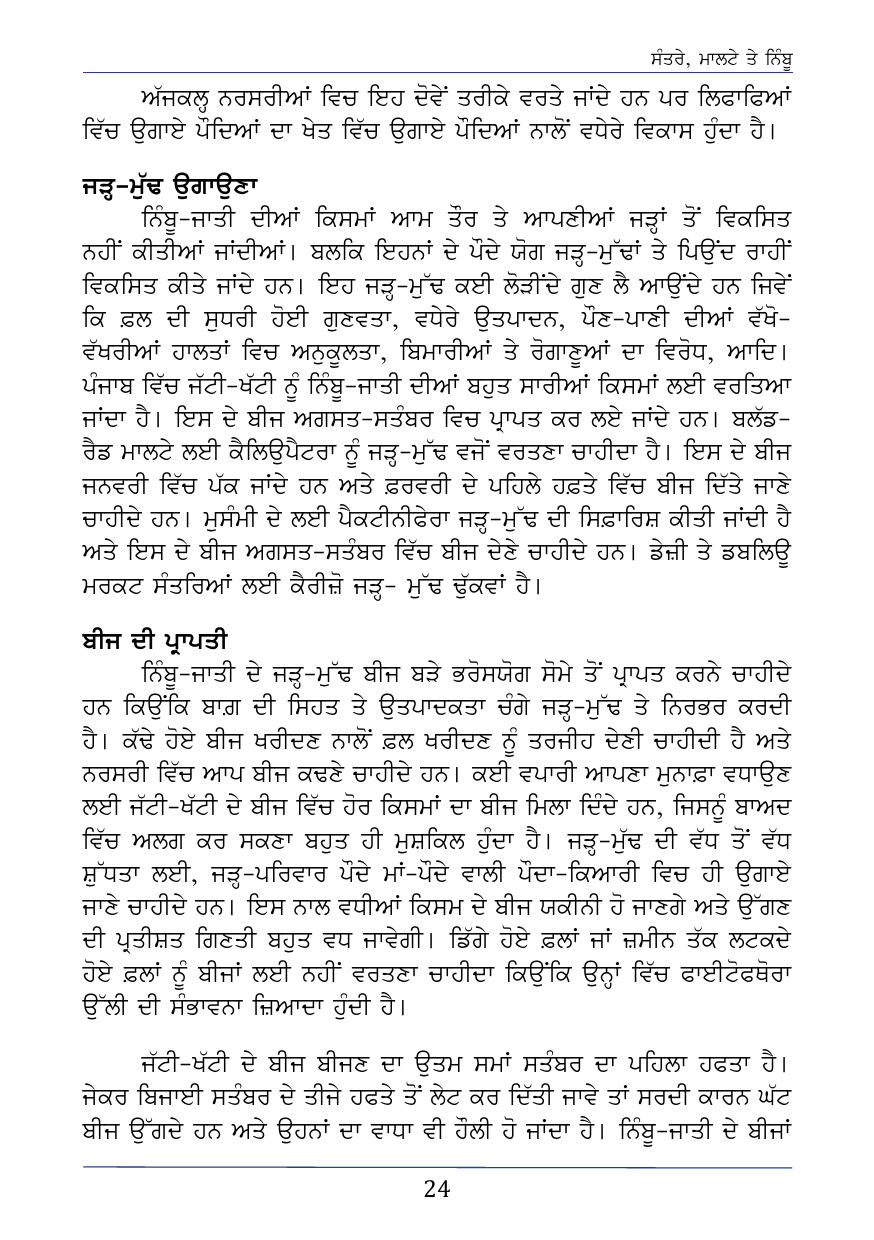 ਸੰਤਰੇ, ਮਾਲਟੇ ਤੇ ਨਿੰਬੂ
ਅੱਜਕਲ੍ਹ ਨਰਸਰੀਆਂ ਵਿਚ ਇਹ ਦੋਵੇਂ ਤਰੀਕੇ ਵਰਤੇ ਜਾਂਦੇ ਹਨ ਪਰ ਲਿਫਾਫਿਆਂ
ਵਿੱਚ ਉਗਾਏ ਪੌਦਿਆਂ ਦਾ ਖੇਤ ਵਿੱਚ ਉਗਾਏ ਪੌਦਿਆਂ ਨਾਲੋਂ ਵਧੇਰੇ ਵਿਕਾਸ ਹੁੰਦਾ ਹੈ।
ਜੜ੍ਹ-ਮੁੱਢ ਉਗਾਉਣਾ
ਨਿੰਬੂ-ਜਾਤੀ ਦੀਆਂ ਕਿਸਮਾਂ ਆਮ ਤੌਰ ਤੇ ਆਪਣੀਆਂ ਜੜ੍ਹਾਂ ਤੋਂ ਵਿਕਸਿਤ
ਨਹੀਂ ਕੀਤੀਆਂ ਜਾਂਦੀਆਂ। ਬਲਕਿ ਇਹਨਾਂ ਦੇ ਪੌਦੇ ਯੋਗ ਜੜ੍ਹ-ਮੁੱਢਾਂ ਤੇ ਪਿਉਂਦ ਰਾਹੀਂ
ਵਿਕਸਿਤ ਕੀਤੇ ਜਾਂਦੇ ਹਨ। ਇਹ ਜੜ੍ਹ-ਮੁੱਢ ਕਈ ਲੋੜੀਂਦੇ ਗੁਣ ਲੈ ਆਉਂਦੇ ਹਨ ਜਿਵੇਂ
ਕਿ ਫ਼ਲ ਦੀ ਸੁਧਰੀ ਹੋਈ ਗੁਣਵਤਾ, ਵਧੇਰੇ ਉਤਪਾਦਨ, ਪੌਣ-ਪਾਣੀ ਦੀਆਂ ਵੱਖੋ-
ਵੱਖਰੀਆਂ ਹਾਲਤਾਂ ਵਿਚ ਅਨੁਕੂਲਤਾ, ਬਿਮਾਰੀਆਂ ਤੇ ਰੋਗਾਣੂਆਂ ਦਾ ਵਿਰੋਧ, ਆਦਿ।
ਪੰਜਾਬ ਵਿੱਚ ਜੱਟੀ-ਖੱਟੀ ਨੂੰ ਨਿੰਬੂ-ਜਾਤੀ ਦੀਆਂ ਬਹੁਤ ਸਾਰੀਆਂ ਕਿਸਮਾਂ ਲਈ ਵਰਤਿਆ
ਜਾਂਦਾ ਹੈ। ਇਸ ਦੇ ਬੀਜ ਅਗਸਤ-ਸਤੰਬਰ ਵਿਚ ਪ੍ਰਾਪਤ ਕਰ ਲਏ ਜਾਂਦੇ ਹਨ। ਬਲੱਡ-
ਰੈਡ ਮਾਲਟੇ ਲਈ ਕੈਲਿਉਪੈਟਰਾ ਨੂੰ ਜੜ੍ਹ-ਮੁੱਢ ਵਜੋਂ ਵਰਤਣਾ ਚਾਹੀਦਾ ਹੈ। ਇਸ ਦੇ ਬੀਜ
ਜਨਵਰੀ ਵਿੱਚ ਪੱਕ ਜਾਂਦੇ ਹਨ ਅਤੇ ਫ਼ਰਵਰੀ ਦੇ ਪਹਿਲੇ ਹਫ਼ਤੇ ਵਿੱਚ ਬੀਜ ਦਿੱਤੇ ਜਾਣੇ
ਚਾਹੀਦੇ ਹਨ। ਮੁਸੰਮੀ ਦੇ ਲਈ ਪੈਕਟੀਨੀਫੇਰਾ ਜੜ੍ਹ-ਮੁੱਢ ਦੀ ਸਿਫ਼ਾਰਿਸ਼ ਕੀਤੀ ਜਾਂਦੀ ਹੈ
ਅਤੇ ਇਸ ਦੇ ਬੀਜ ਅਗਸਤ-ਸਤੰਬਰ ਵਿੱਚ ਬੀਜ ਦੇਣੇ ਚਾਹੀਦੇ ਹਨ। ਡੇਜ਼ੀ ਤੇ ਡਬਲਿਊ
ਮਰਕਟ ਸੰਤਰਿਆਂ ਲਈ ਕੈਰੀਜ਼ੋ ਜੜ੍ਹ- ਮੁੱਢ ਢੁੱਕਵਾਂ ਹੈ।
ਬੀਜ ਦੀ ਪ੍ਰਾਪਤੀ
ਨਿੰਬੂ-ਜਾਤੀ ਦੇ ਜੜ੍ਹ-ਮੁੱਢ ਬੀਜ ਬੜੇ ਭਰੋਸਯੋਗ ਸੋਮੇ ਤੋਂ ਪ੍ਰਾਪਤ ਕਰਨੇ ਚਾਹੀਦੇ
ਹਨ ਕਿਉਂਕਿ ਬਾਗ਼ ਦੀ ਸਿਹਤ ਤੇ ਉਤਪਾਦਕਤਾ ਚੰਗੇ ਜੜ੍ਹ-ਮੁੱਢ ਤੇ ਨਿਰਭਰ ਕਰਦੀ
ਹੈ। ਕੱਢੇ ਹੋਏ ਬੀਜ ਖਰੀਦਣ ਨਾਲੋਂ ਫ਼ਲ ਖਰੀਦਣ ਨੂੰ ਤਰਜੀਹ ਦੇਣੀ ਚਾਹੀਦੀ ਹੈ ਅਤੇ
ਨਰਸਰੀ ਵਿੱਚ ਆਪ ਬੀਜ ਕਢਣੇ ਚਾਹੀਦੇ ਹਨ। ਕਈ ਵਪਾਰੀ ਆਪਣਾ ਮੁਨਾਫ਼ਾ ਵਧਾਉਣ
ਲਈ ਜੱਟੀ-ਖੱਟੀ ਦੇ ਬੀਜ ਵਿੱਚ ਹੋਰ ਕਿਸਮਾਂ ਦਾ ਬੀਜ ਮਿਲਾ ਦਿੰਦੇ ਹਨ, ਜਿਸਨੂੰ ਬਾਅਦ
ਵਿੱਚ ਅਲਗ ਕਰ ਸਕਣਾ ਬਹੁਤ ਹੀ ਮੁਸ਼ਕਿਲ ਹੁੰਦਾ ਹੈ। ਜੜ੍ਹ-ਮੁੱਢ ਦੀ ਵੱਧ ਤੋਂ ਵੱਧ
ਸ਼ੁੱਧਤਾ ਲਈ, ਜੜ੍ਹ-ਪਰਿਵਾਰ ਪੌਦੇ ਮਾਂ-ਪੌਦੇ ਵਾਲੀ ਪੌਦਾ-ਕਿਆਰੀ ਵਿਚ ਹੀ ਉਗਾਏ
ਜਾਣੇ ਚਾਹੀਦੇ ਹਨ। ਇਸ ਨਾਲ ਵਧੀਆਂ ਕਿਸਮ ਦੇ ਬੀਜ ਯਕੀਨੀ ਹੋ ਜਾਣਗੇ ਅਤੇ ਉੱਗਣ
ਦੀ ਪ੍ਰਤੀਸ਼ਤ ਗਿਣਤੀ ਬਹੁਤ ਵਧ ਜਾਵੇਗੀ। ਡਿੱਗੇ ਹੋਏ ਫ਼ਲਾਂ ਜਾਂ ਜ਼ਮੀਨ ਤੱਕ ਲਟਕਦੇ
ਹੋਏ ਫ਼ਲਾਂ ਨੂੰ ਬੀਜਾਂ ਲਈ ਨਹੀਂ ਵਰਤਣਾ ਚਾਹੀਦਾ ਕਿਉਂਕਿ ਉਨ੍ਹਾਂ ਵਿੱਚ ਫਾਈਟੋਫਥੋਰਾ
ਉੱਲੀ ਦੀ ਸੰਭਾਵਨਾ ਜ਼ਿਆਦਾ ਹੁੰਦੀ ਹੈ।
ਜੱਟੀ-ਖੱਟੀ ਦੇ ਬੀਜ ਬੀਜਣ ਦਾ ਉਤਮ ਸਮਾਂ ਸਤੰਬਰ ਦਾ ਪਹਿਲਾ ਹਫਤਾ ਹੈ।
ਜੇਕਰ ਬਿਜਾਈ ਸਤੰਬਰ ਦੇ ਤੀਜੇ ਹਫਤੇ ਤੋਂ ਲੇਟ ਕਰ ਦਿੱਤੀ ਜਾਵੇ ਤਾਂ ਸਰਦੀ ਕਾਰਨ ਘੱਟ
ਬੀਜ ਉੱਗਦੇ ਹਨ ਅਤੇ ਉਹਨਾਂ ਦਾ ਵਾਧਾ ਵੀ ਹੌਲੀ ਹੋ ਜਾਂਦਾ ਹੈ। ਨਿੰਬੂ-ਜਾਤੀ ਦੇ ਬੀਜਾਂ
24